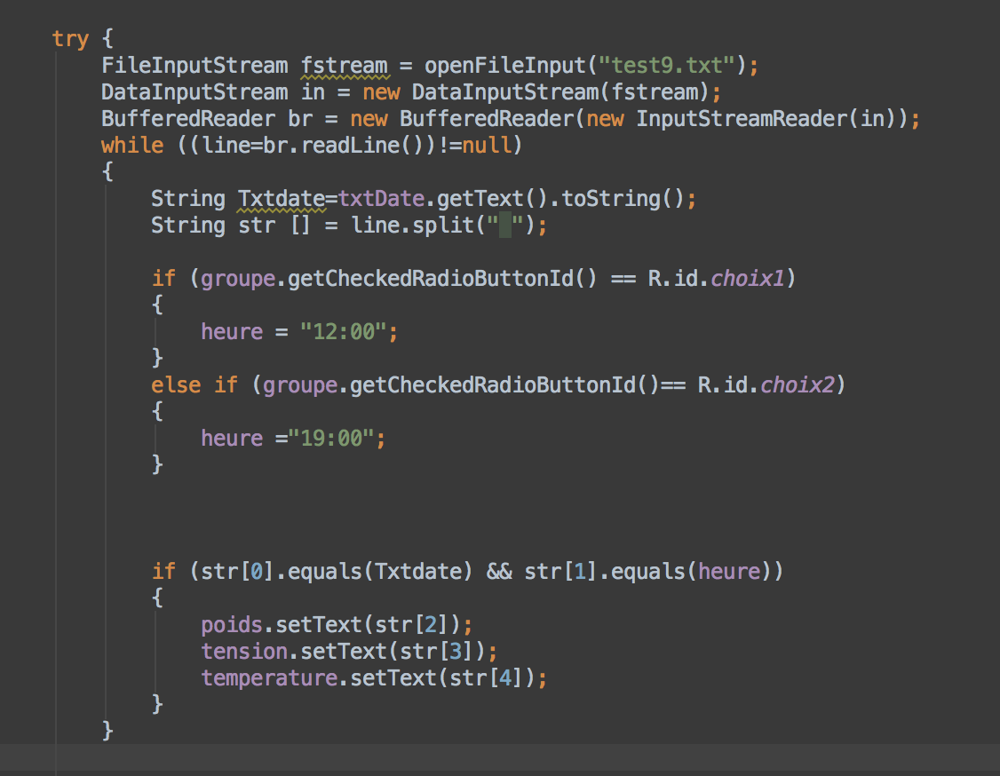 try {
FileInputStream fstream = openFileInput("test9.txt");
DataInputStream in = new DataInputStream(fstream);
BufferedReader br = new BufferedReader(new InputStreamReader(in));
while ((line=br.readLine())!=null)
{
String Txtdate=txtDate.getText().toString();
String str [] = line.split(" ");
if (groupe.getCheckedRadioButtonId() == R.id.choix1)
{
heure = "12:00";
}
else if (groupe.getCheckedRadioButtonId()== R.id.choix2)
{
heure ="19:00";
}
if (str[0].equals(Txtdate) && str[1].equals(heure))
{
poids.setText(str[2]);
tension.setText(str[3]);
temperature.setText(str[4]);
}
}